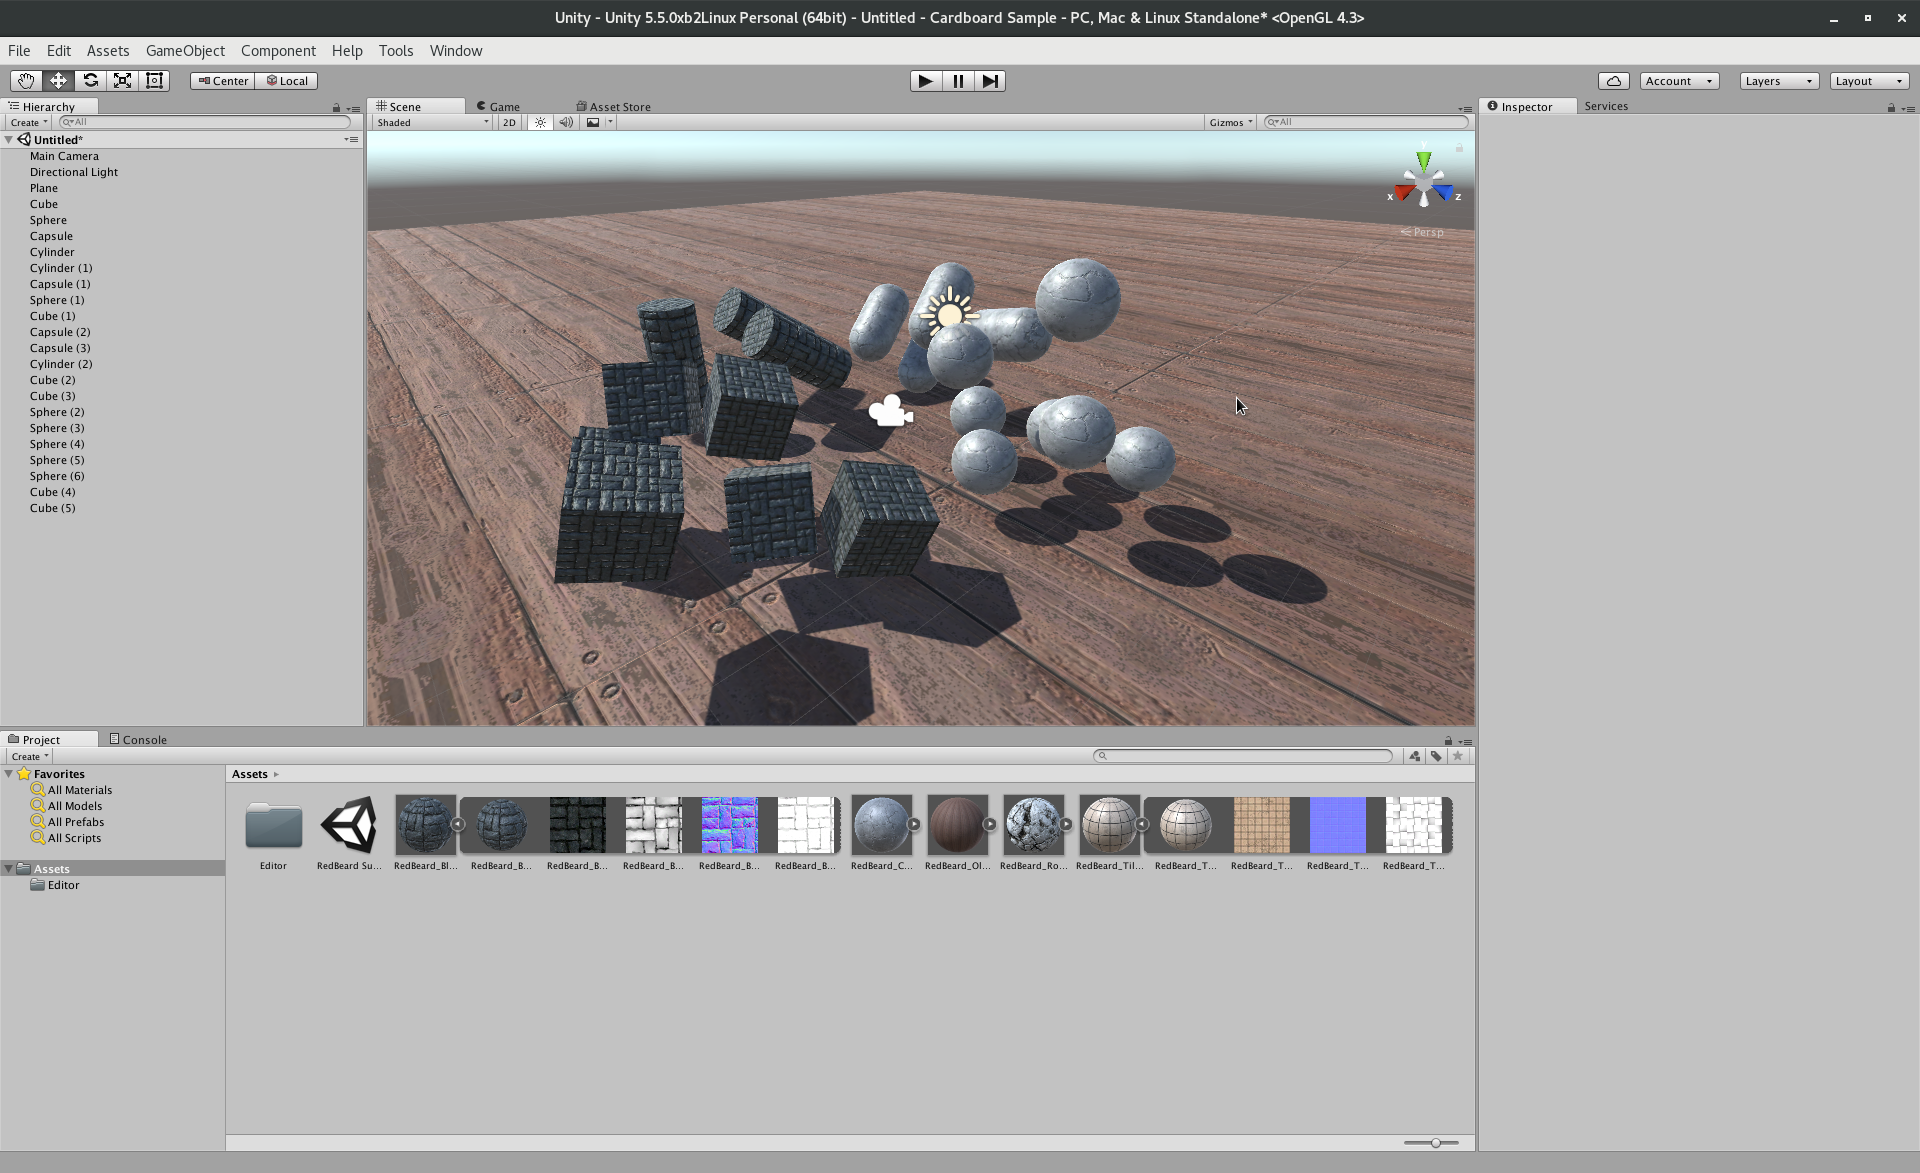 Unity - Unity 5.5.0xb2Linux Personal (64bit) - Untitled - Cardboard Sample - PC, Mac & Linux Standalone* <OpenGL 4.3>
File Edit Assets GameObject Component Help Tools Window
Center Local Account Layers Layout
Hierarchy
Create All
Untitled*
Main Camera
Directional Light
Plane
Cube
Sphere
Capsule
Cylinder
Cylinder (1)
Capsule (1)
Sphere (1)
Cube (1)
Capsule (2)
Capsule (3)
Cylinder (2)
Cube (2)
Cube (3)
Sphere (2)
Sphere (3)
Sphere (4)
Sphere (5)
Sphere (6)
Cube (4)
Cube (5)
Scene Game Asset Store
Shaded 2D Gizmos All
y
x z
Persp
Inspector Services
Project Console
Create
Favorites
All Materials
All Models
All Prefabs
All Scripts
Assets
Editor
Assets
Editor RedBeard Su... RedBeard_Bl... RedBeard_B... RedBeard_B... RedBeard_B... RedBeard_B... RedBeard_B... RedBeard_C... RedBeard_Ol... RedBeard_Ro... RedBeard_Til... RedBeard_T... RedBeard_T... RedBeard_T... RedBeard_T...